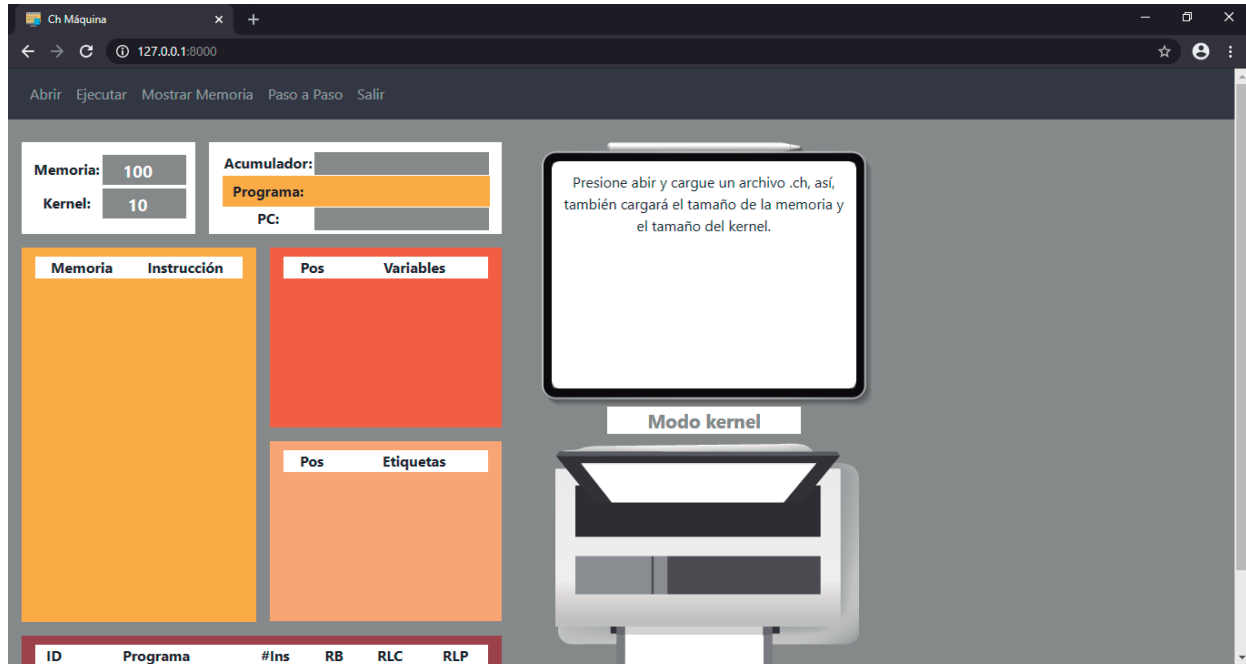 Ch Máquina
127.0.0.1:8000
Abrir Ejecutar Mostrar Memoria Paso a Paso Salir
Memoria: 100
Kernel: 10
Acumulador:
Programa:
PC:
Memoria Instrucción
Pos Variables
Pos Etiquetas
ID Programa #Ins RB RLC RLP
Presione abir y cargue un archivo .ch, así,
también cargará el tamaño de la memoria y
el tamaño del kernel.
Modo kernel